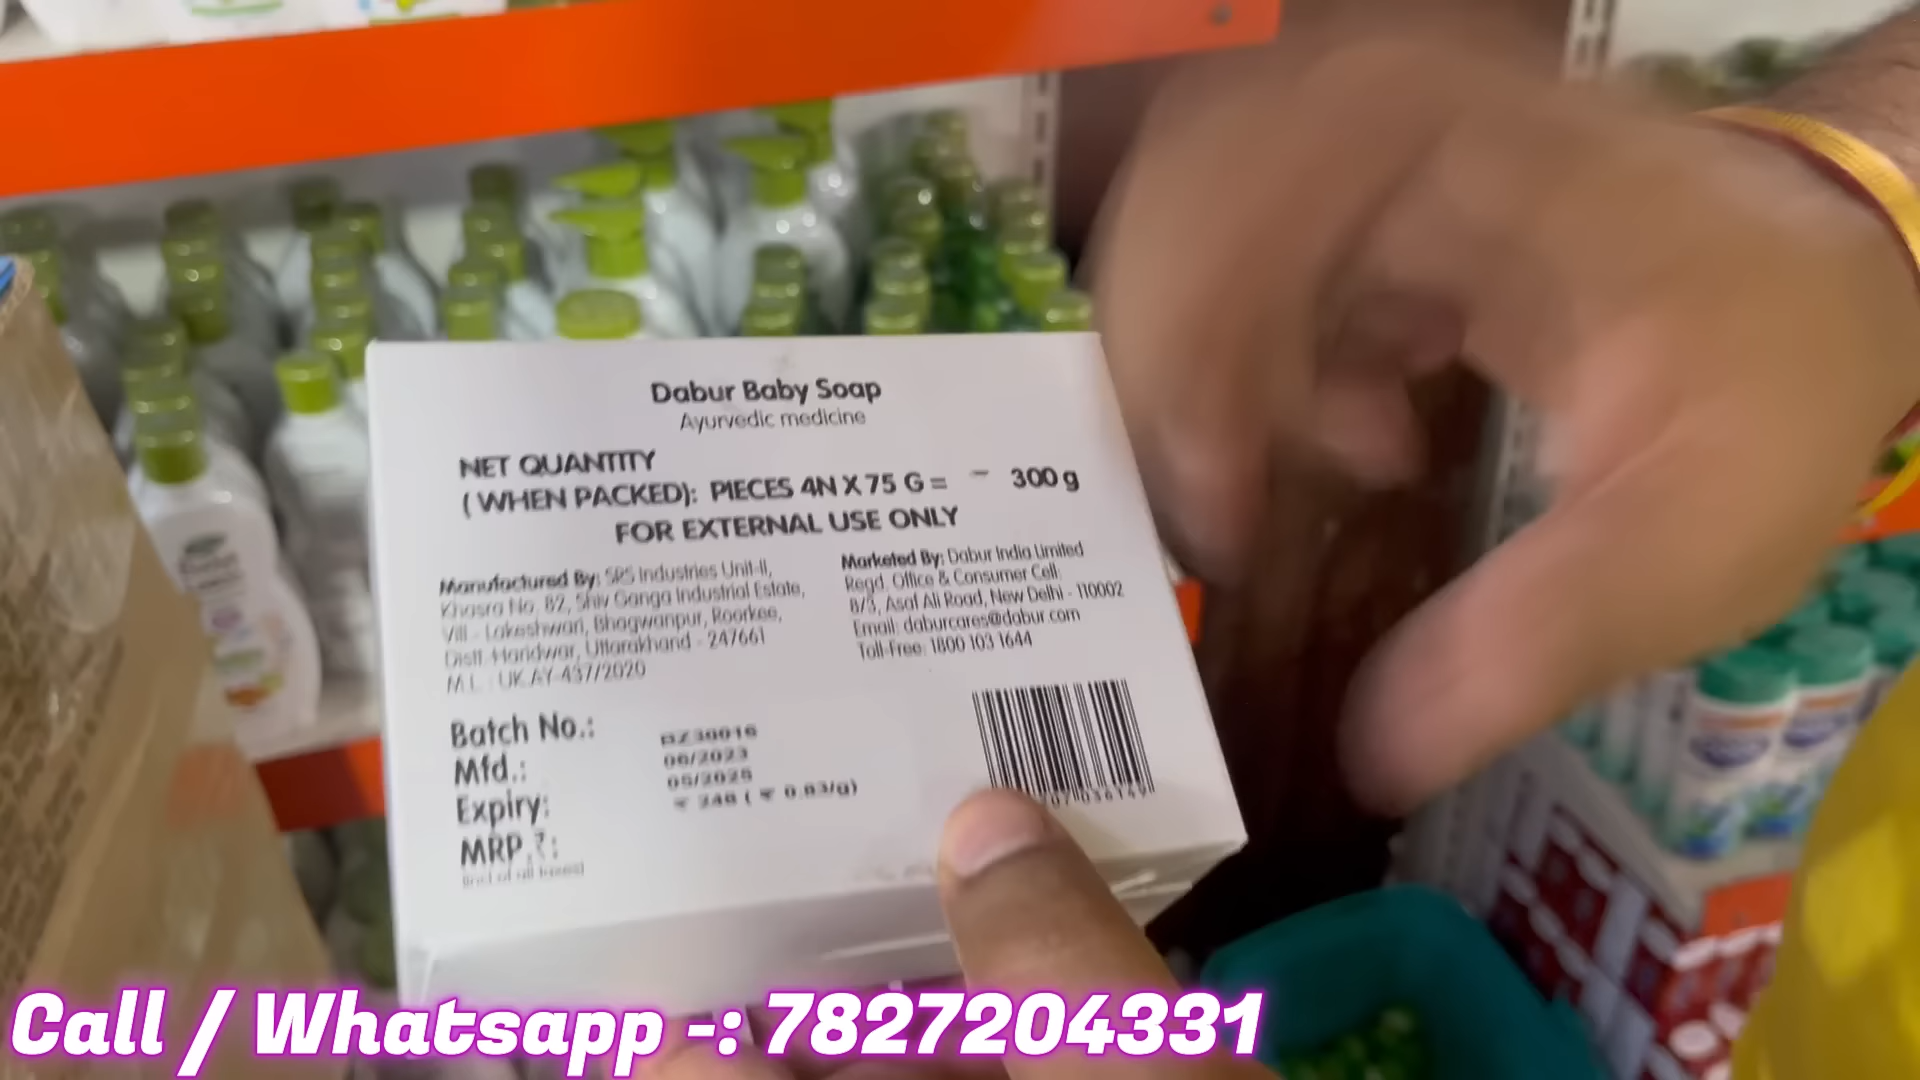 Dabur Baby Soap
Ayurvedic medicine
NET QUANTITY
( WHEN PACKED): PIECES 4N X 75 G = 300 g
FOR EXTERNAL USE ONLY
Manufactured By: SRS Industries Unit-II,
Khasra No. 82, Shiv Ganga Industrial Estate,
Vill - Lakeshwari, Bhagwanpur, Roorkee,
Distt. Haridwar, Uttarakhand - 247661
M.L. : UK.AY-437/2020
Marketed By: Dabur India Limited
Regd. Office & Consumer Cell:
8/3, Asaf Ali Road, New Delhi - 110002
Email: daburcares@dabur.com
Toll-Free: 1800 103 1644
Batch No.: BZ30016
Mfd.: 06/2023
Expiry: 05/2025
MRP.₹: ₹ 248 ( ₹ 0.83/g)
(incl of all taxes)
Call / Whatsapp -: 7827204331